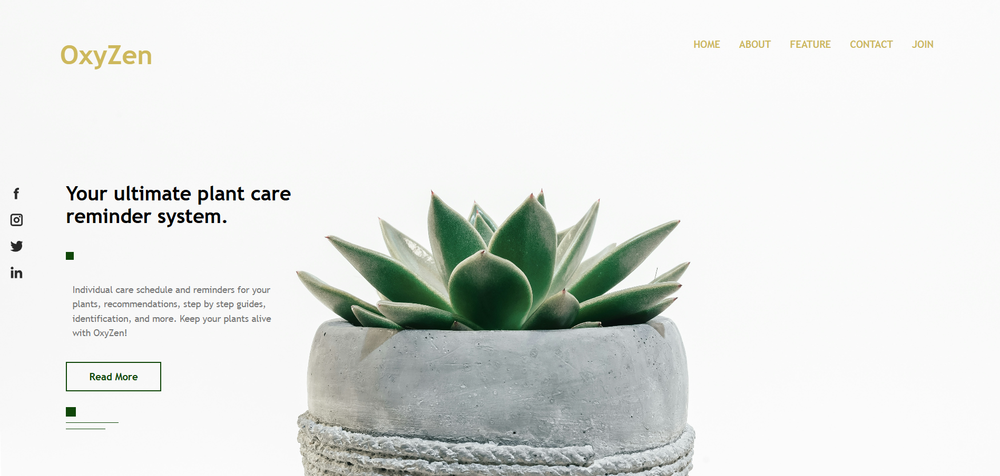 OxyZen
HOME ABOUT FEATURE CONTACT JOIN
Your ultimate plant care
reminder system.
Individual care schedule and reminders for your
plants, recommendations, step by step guides,
identification, and more. Keep your plants alive
with OxyZen!
Read More